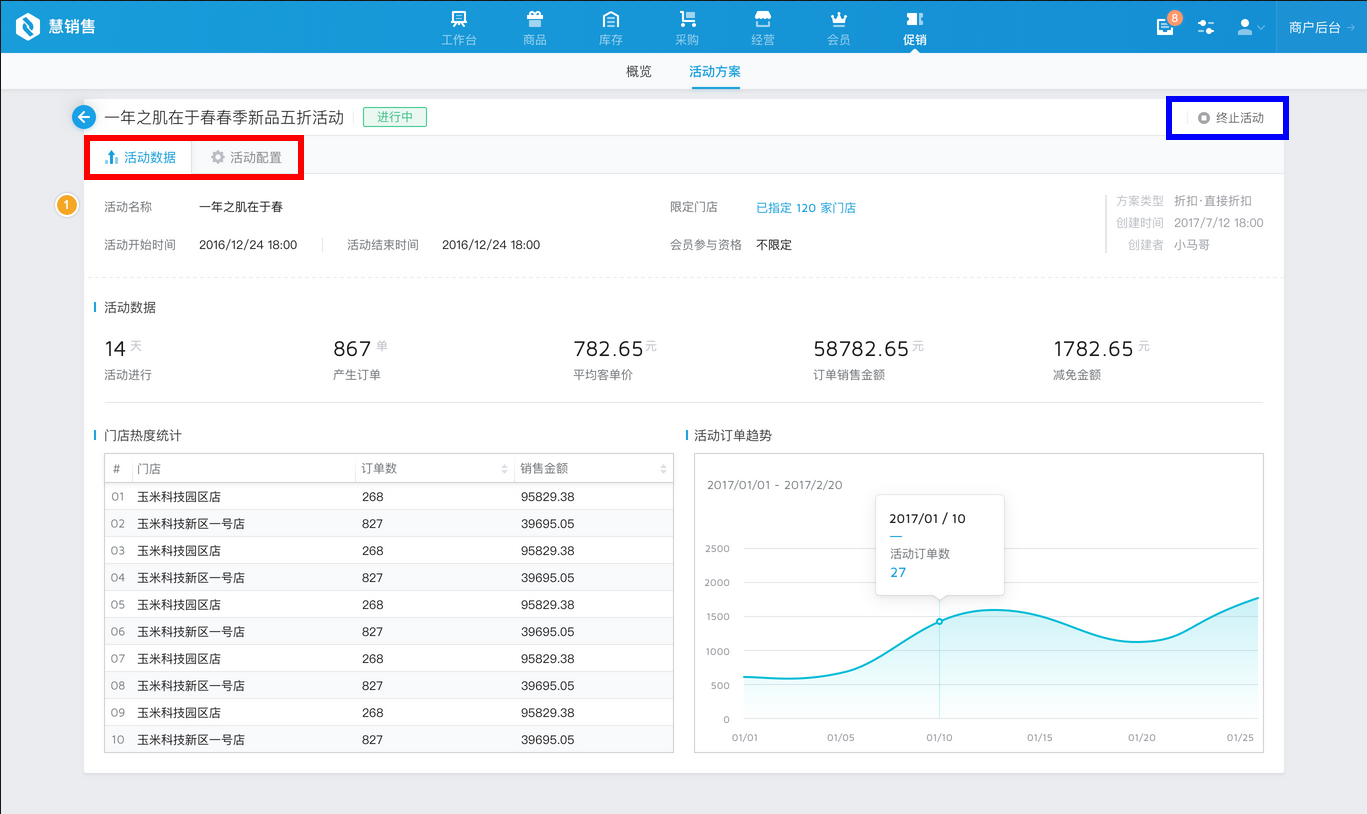 慧销售
工作台 商品 库存 采购 经营 会员 促销
8
商户后台
概览 活动方案
一年之肌在于春春季新品五折活动 进行中 终止活动
活动数据 活动配置
1
活动名称 一年之肌在于春 限定门店 已指定 120 家门店
活动开始时间 2016/12/24 18:00 活动结束时间 2016/12/24 18:00 会员参与资格 不限定
方案类型 折扣·直接折扣
创建时间 2017/7/12 18:00
创建者 小马哥
活动数据
14 天 867 单 782.65 元 58782.65 元 1782.65 元
活动进行 产生订单 平均客单价 订单销售金额 减免金额
门店热度统计
# 门店 订单数 销售金额
01 玉米科技园区店 268 95829.38
02 玉米科技新区一号店 827 39695.05
03 玉米科技园区店 268 95829.38
04 玉米科技新区一号店 827 39695.05
05 玉米科技园区店 268 95829.38
06 玉米科技新区一号店 827 39695.05
07 玉米科技园区店 268 95829.38
08 玉米科技新区一号店 827 39695.05
09 玉米科技园区店 268 95829.38
10 玉米科技新区一号店 827 39695.05
活动订单趋势
2017/01/01 - 2017/2/20
2017/01 / 10
活动订单数
27
2500
2000
1500
1000
500
0
01/01 01/05 01/10 01/15 01/20 01/25